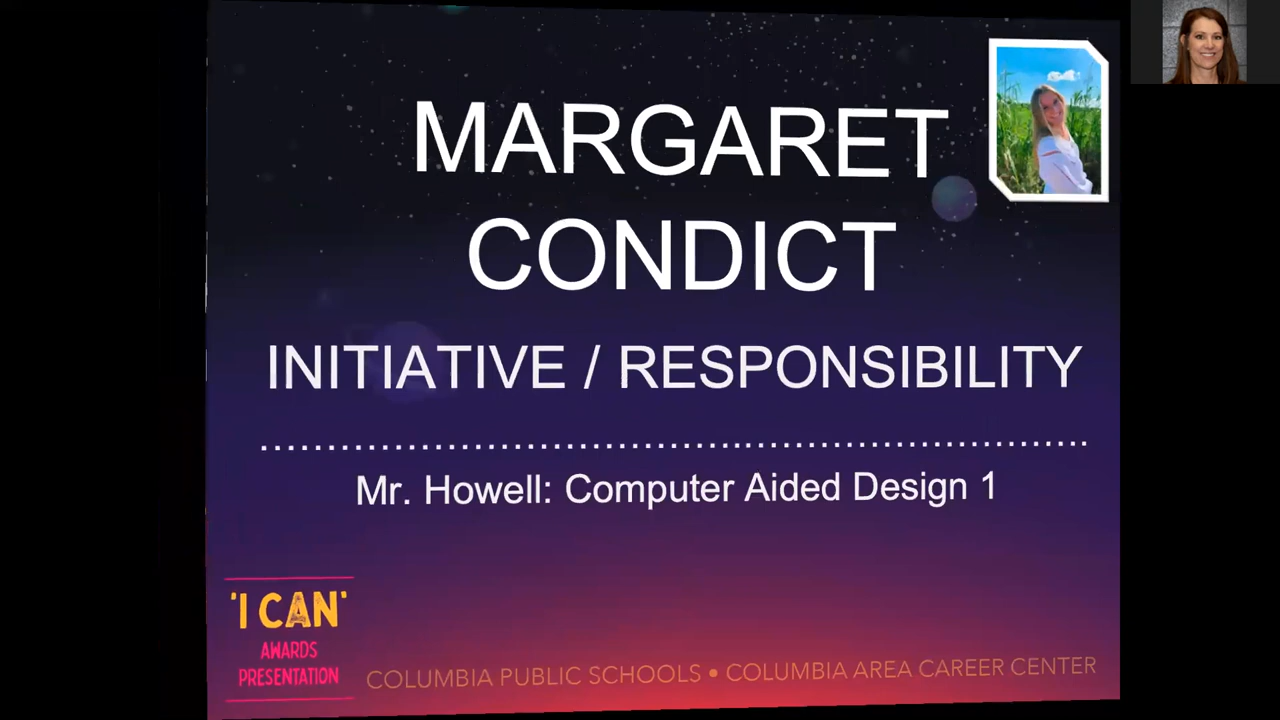 MARGARET
CONDICT
INITIATIVE / RESPONSIBILITY
Mr. Howell: Computer Aided Design 1
'I CAN'
AWARDS
PRESENTATION
COLUMBIA PUBLIC SCHOOLS • COLUMBIA AREA CAREER CENTER